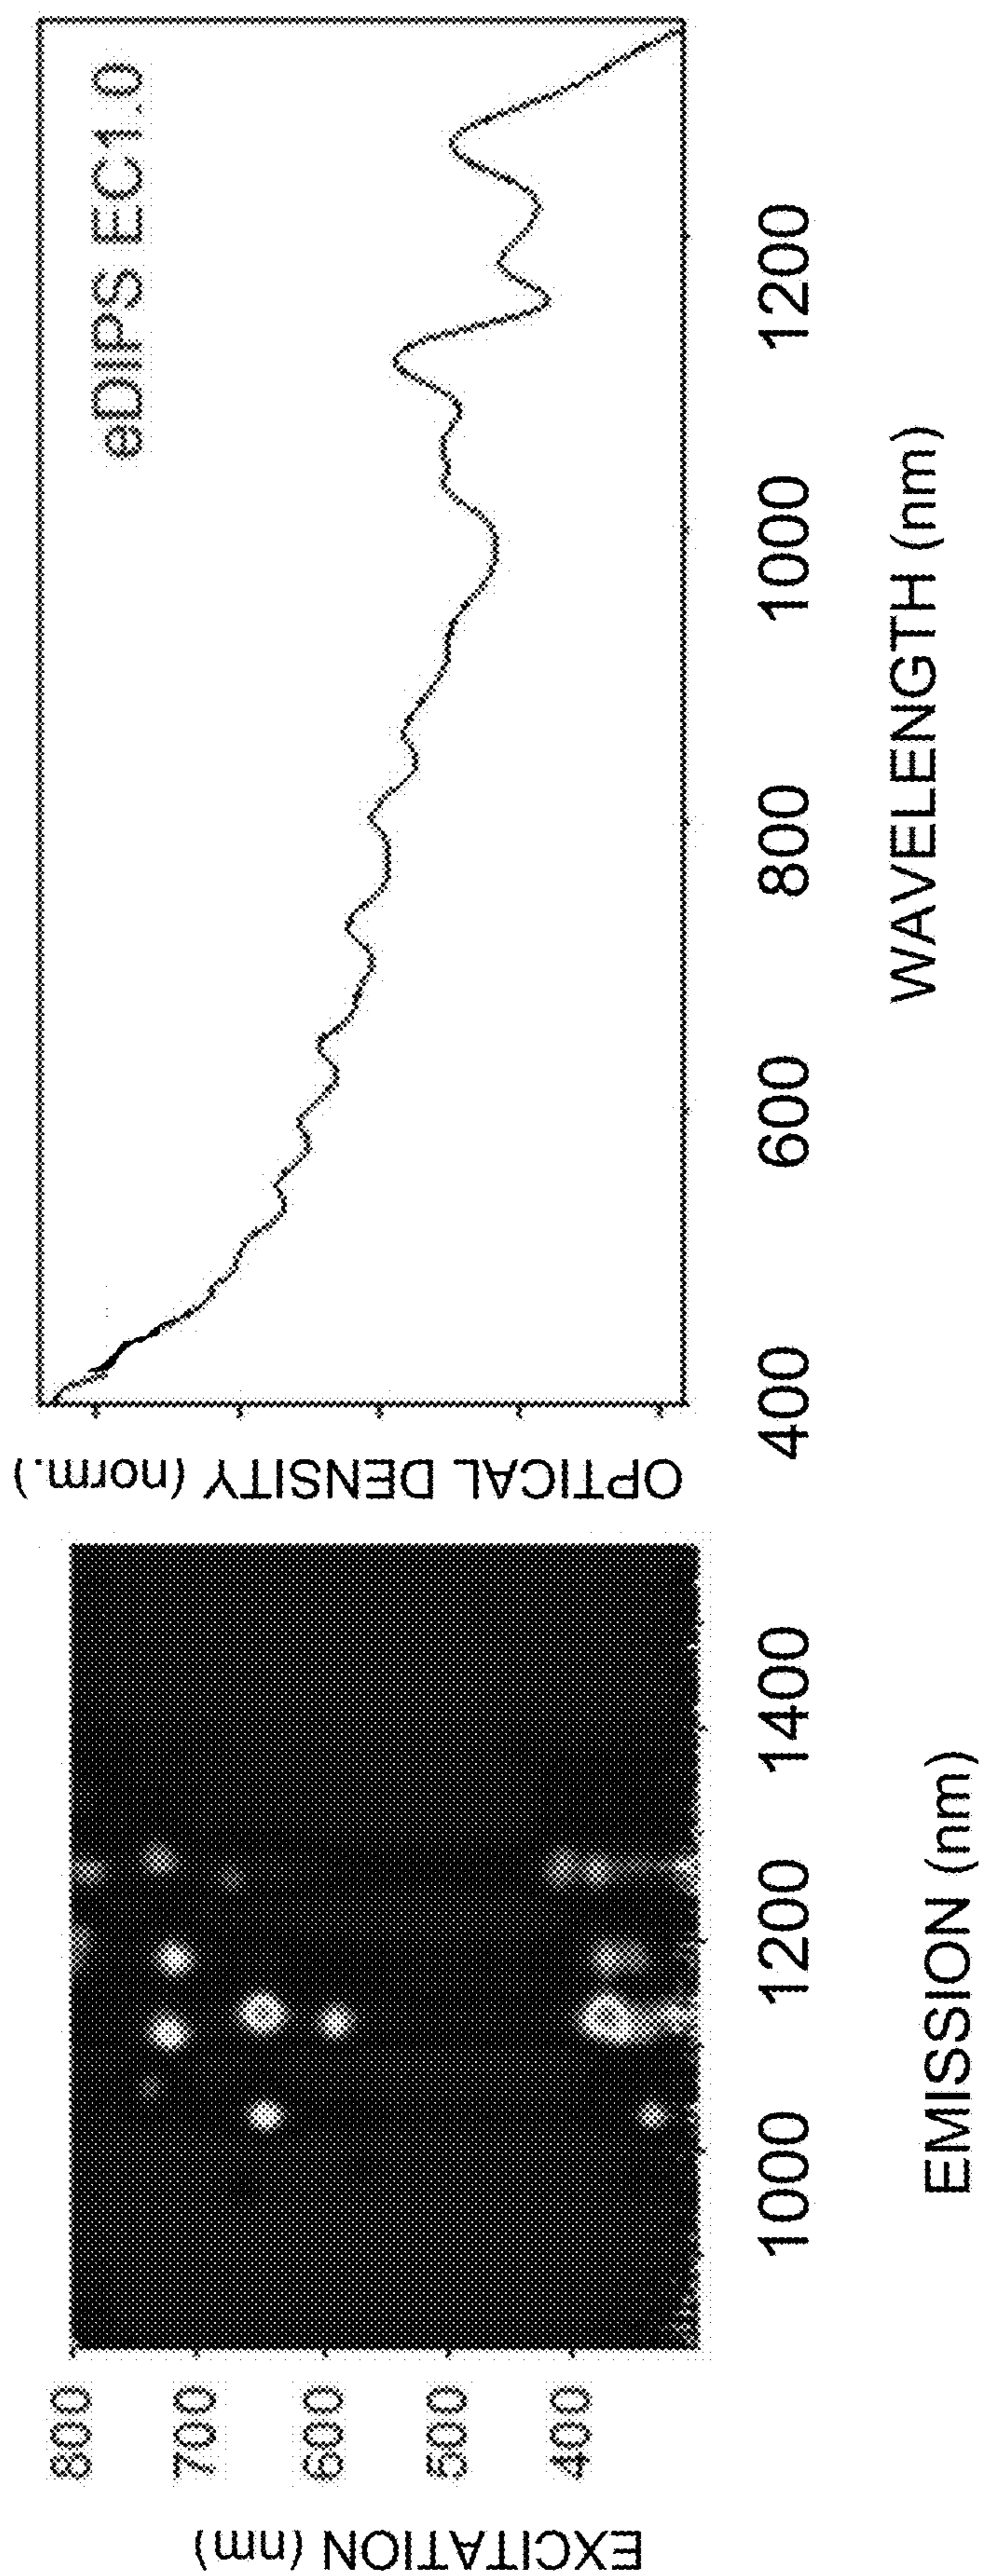 EXCITATION (nm)
800
700
600
500
400
1000
1200
1400
EMISSION (nm)
OPTICAL DENSITY (norm.)
eDIPS EC1.0
400
600
800
1000
1200
WAVELENGTH (nm)